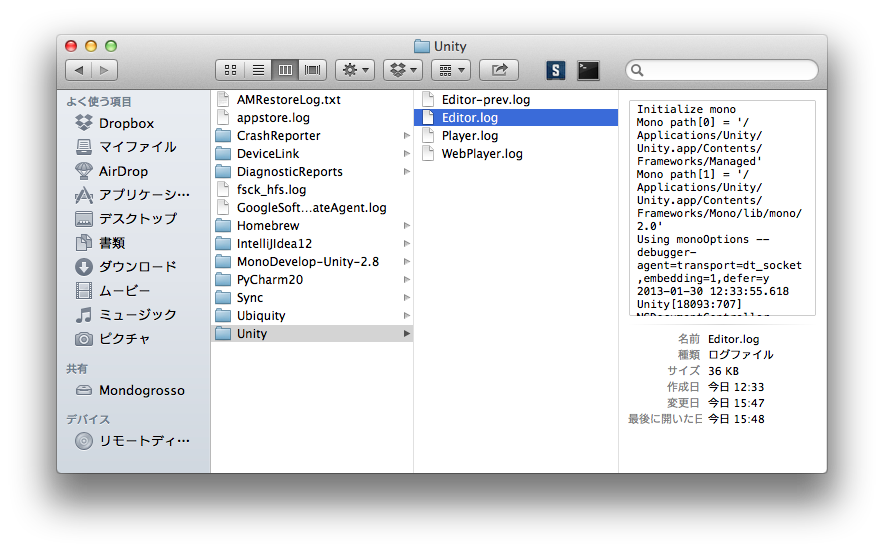 Unity
よく使う項目
Dropbox
マイファイル
AirDrop
アプリケーシ…
デスクトップ
書類
ダウンロード
ムービー
ミュージック
ピクチャ
共有
Mondogrosso
デバイス
リモートディ…
AMRestoreLog.txt
appstore.log
CrashReporter
DeviceLink
DiagnosticReports
fsck_hfs.log
GoogleSoft…ateAgent.log
Homebrew
IntelliJIdea12
MonoDevelop-Unity-2.8
PyCharm20
Sync
Ubiquity
Unity
Editor-prev.log
Editor.log
Player.log
WebPlayer.log
Initialize mono
Mono path[0] = '/
Applications/Unity/
Unity.app/Contents/
Frameworks/Managed'
Mono path[1] = '/
Applications/Unity/
Unity.app/Contents/
Frameworks/Mono/lib/mono/
2.0'
Using monoOptions --
debugger-
agent=transport=dt_socket
,embedding=1,defer=y
2013-01-30 12:33:55.618
Unity[18093:707]
名前 Editor.log
種類 ログファイル
サイズ 36 KB
作成日 今日 12:33
変更日 今日 15:47
最後に開いた日 今日 15:48